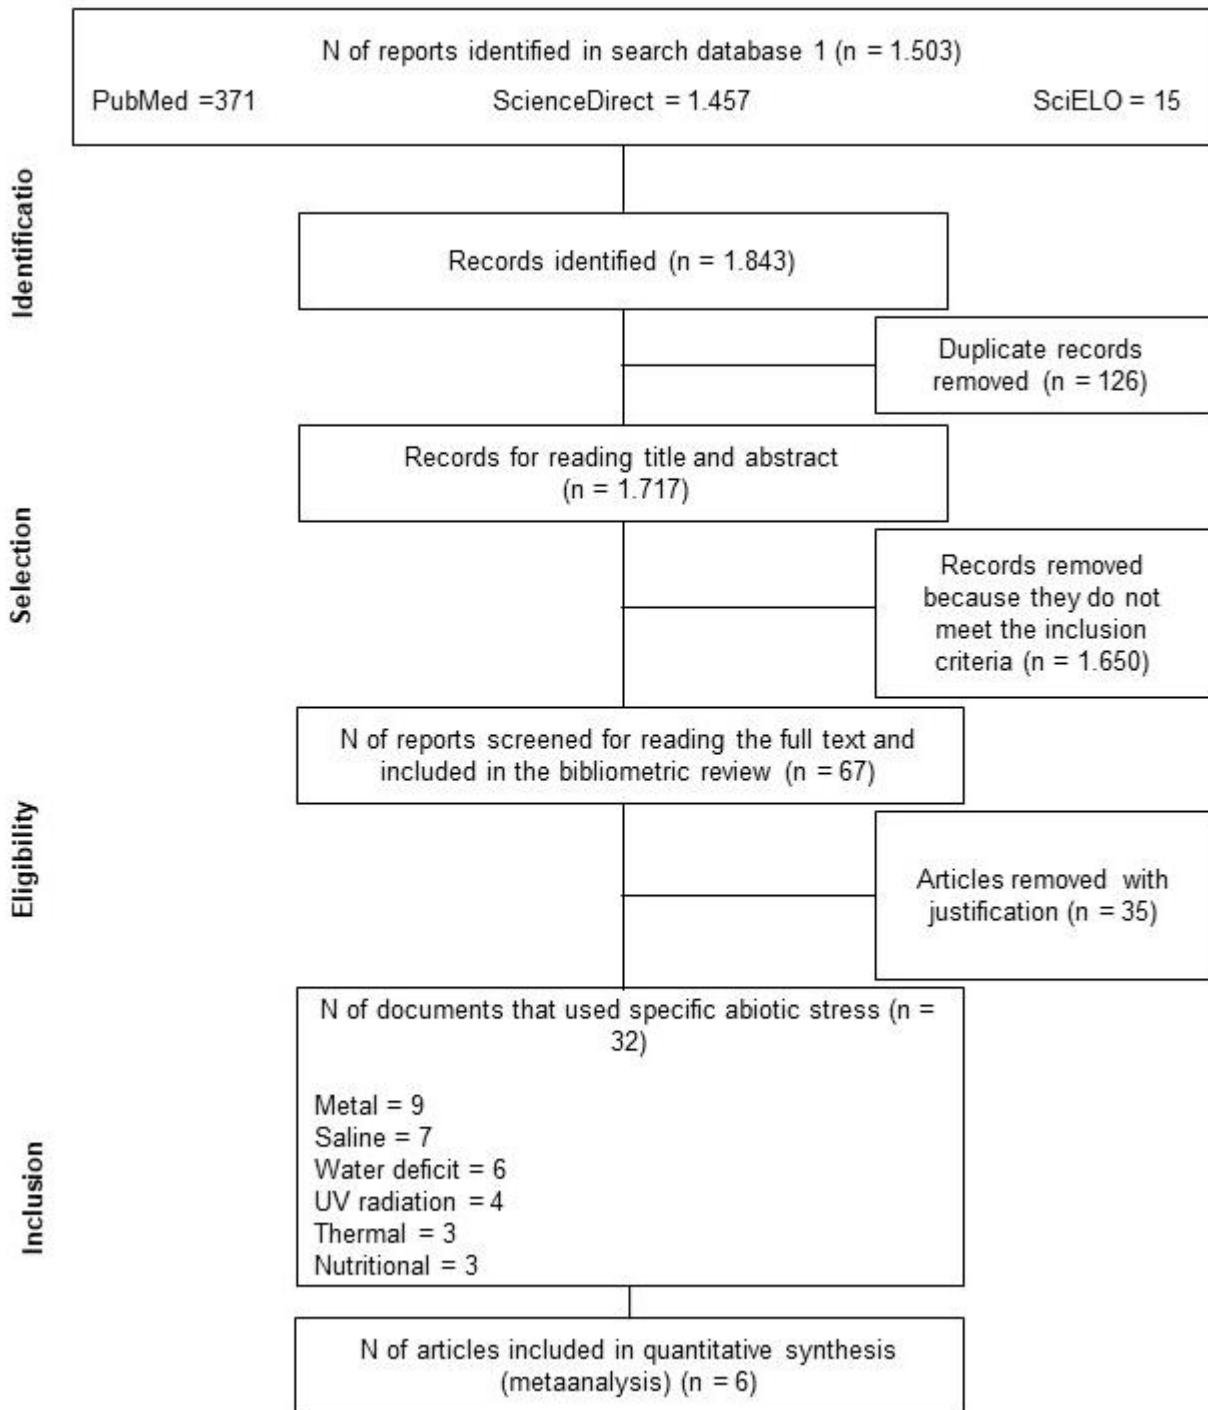 N of reports identified in search database 1 (n = 1.503)
PubMed =371 ScienceDirect = 1.457 SciELO = 15
Identificatio
Records identified (n = 1.843)
Duplicate records
removed (n = 126)
Records for reading title and abstract
(n = 1.717)
Selection
Records removed
because they do not
meet the inclusion
criteria (n = 1.650)
N of reports screened for reading the full text and
included in the bibliometric review (n = 67)
Eligibility
Articles removed with
justification (n = 35)
N of documents that used specific abiotic stress (n =
32)
Metal = 9
Saline = 7
Water deficit = 6
UV radiation = 4
Thermal = 3
Nutritional = 3
Inclusion
N of articles included in quantitative synthesis
(metaanalysis) (n = 6)